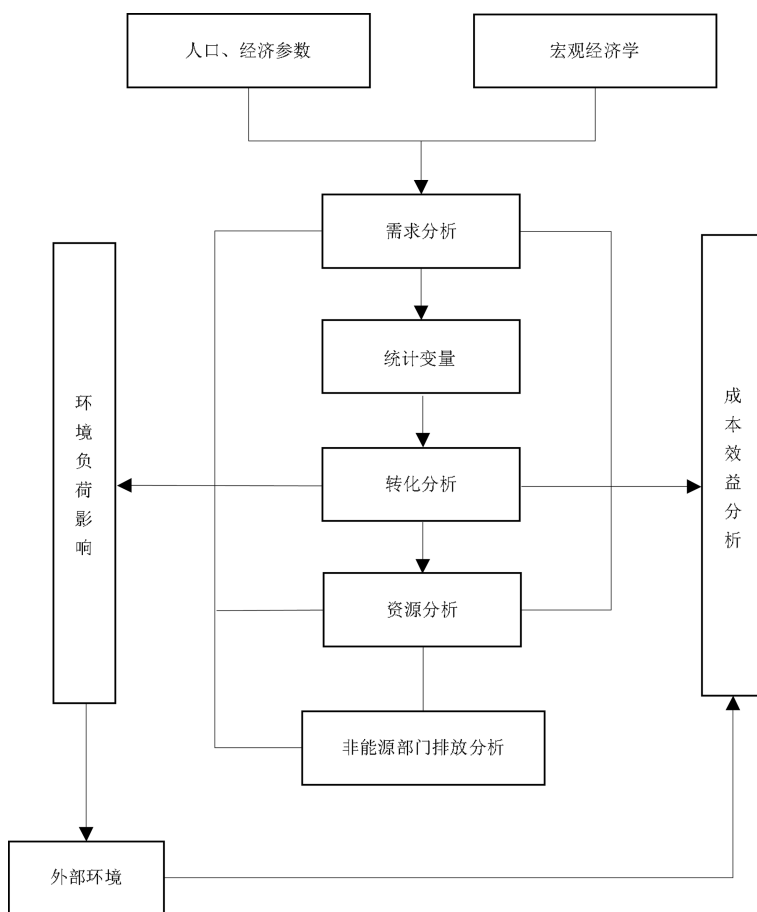 人口、经济参数
宏观经济学
需求分析
统计变量
环境负荷影响
成本效益分析
转化分析
资源分析
非能源部门排放分析
外部环境